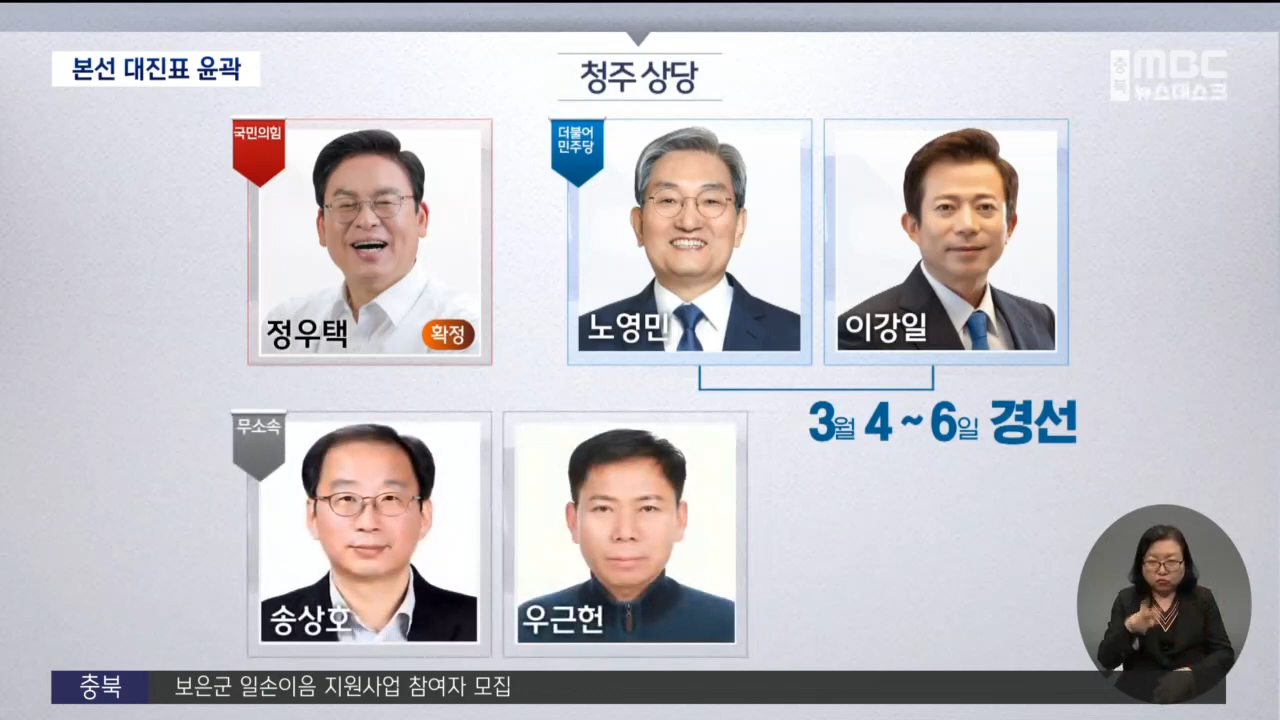 본선 대진표 윤곽
청주 상당
충북 MBC
뉴스데스크
국민의힘
정우택
확정
더불어
민주당
노영민
이강일
3월 4~6일 경선
무소속
송상호
우근헌
충북
보은군 일손이음 지원사업 참여자 모집